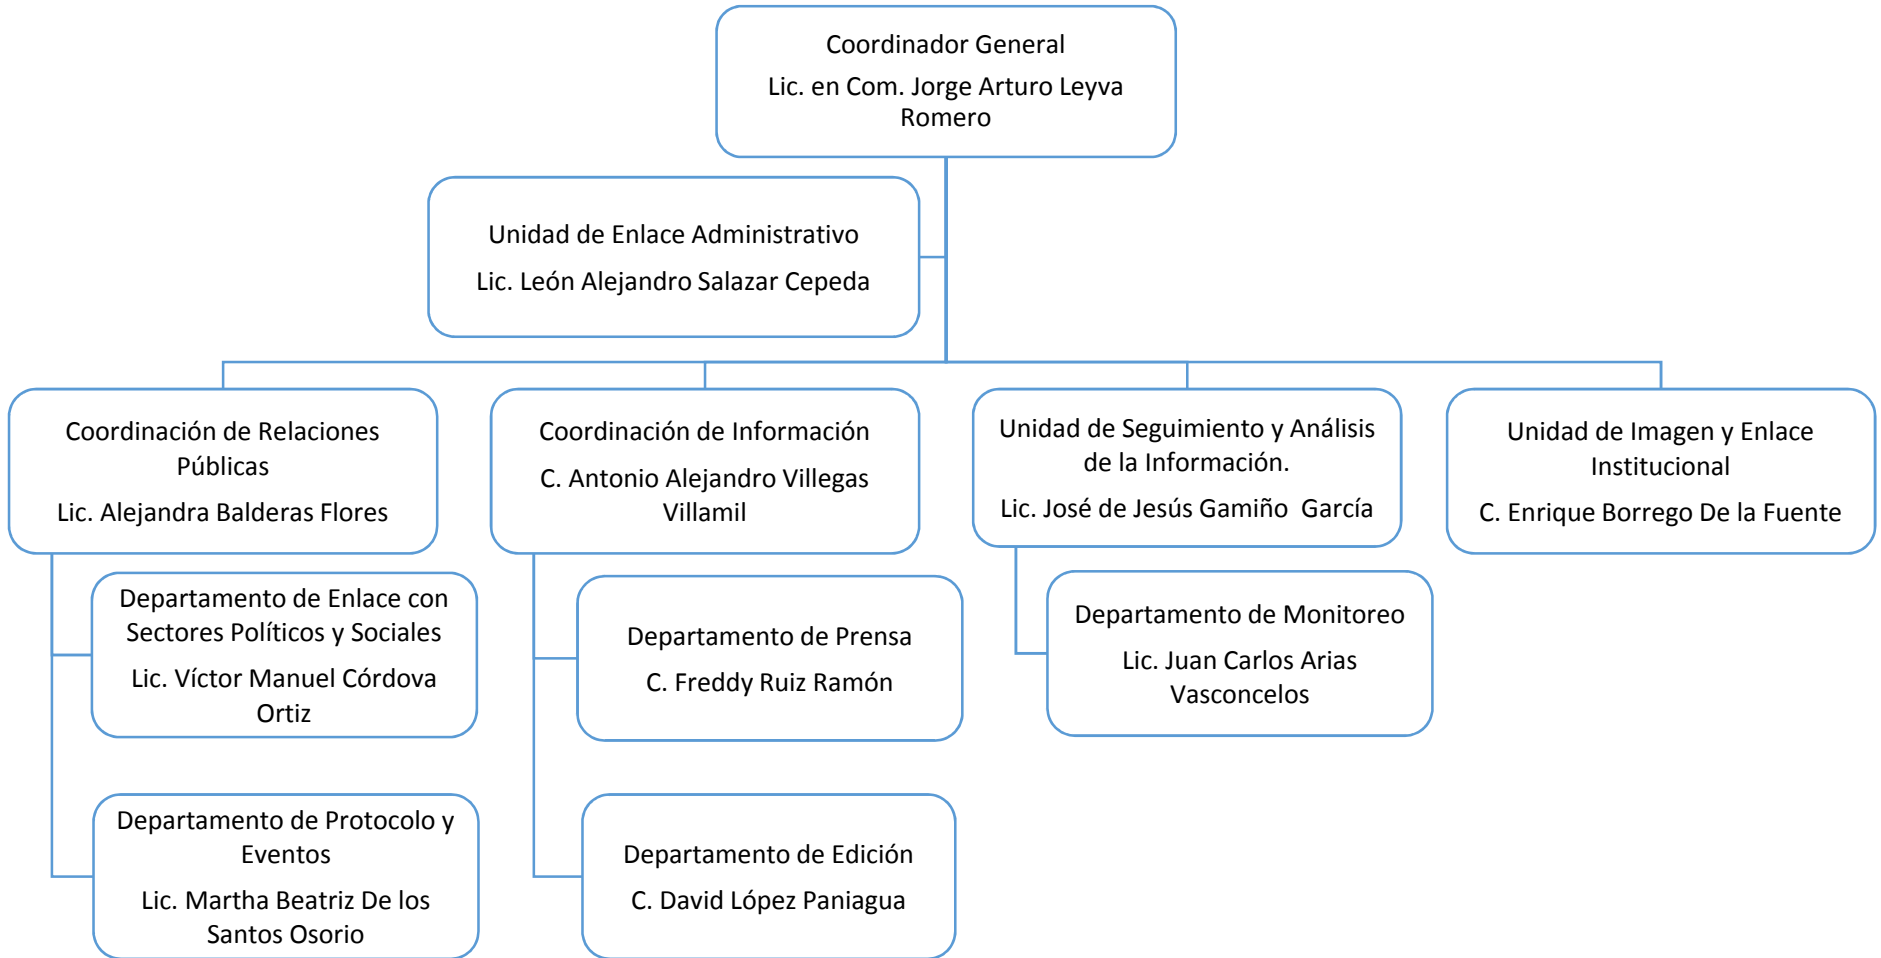 Coordinador General
Lic. en Com. Jorge Arturo Leyva
Romero
Unidad de Enlace Administrativo
Lic. León Alejandro Salazar Cepeda
Coordinación de Relaciones
Públicas
Lic. Alejandra Balderas Flores
Coordinación de Información
C. Antonio Alejandro Villegas
Villamil
Unidad de Seguimiento y Análisis
de la Información.
Lic. José de Jesús Gamiño  García
Unidad de Imagen y Enlace
Institucional
C. Enrique Borrego De la Fuente
Departamento de Enlace con
Sectores Políticos y Sociales
Lic. Víctor Manuel Córdova
Ortiz
Departamento de Prensa
C. Freddy Ruiz Ramón
Departamento de Monitoreo
Lic. Juan Carlos Arias
Vasconcelos
Departamento de Protocolo y
Eventos
Lic. Martha Beatriz De los
Santos Osorio
Departamento de Edición
C. David López Paniagua